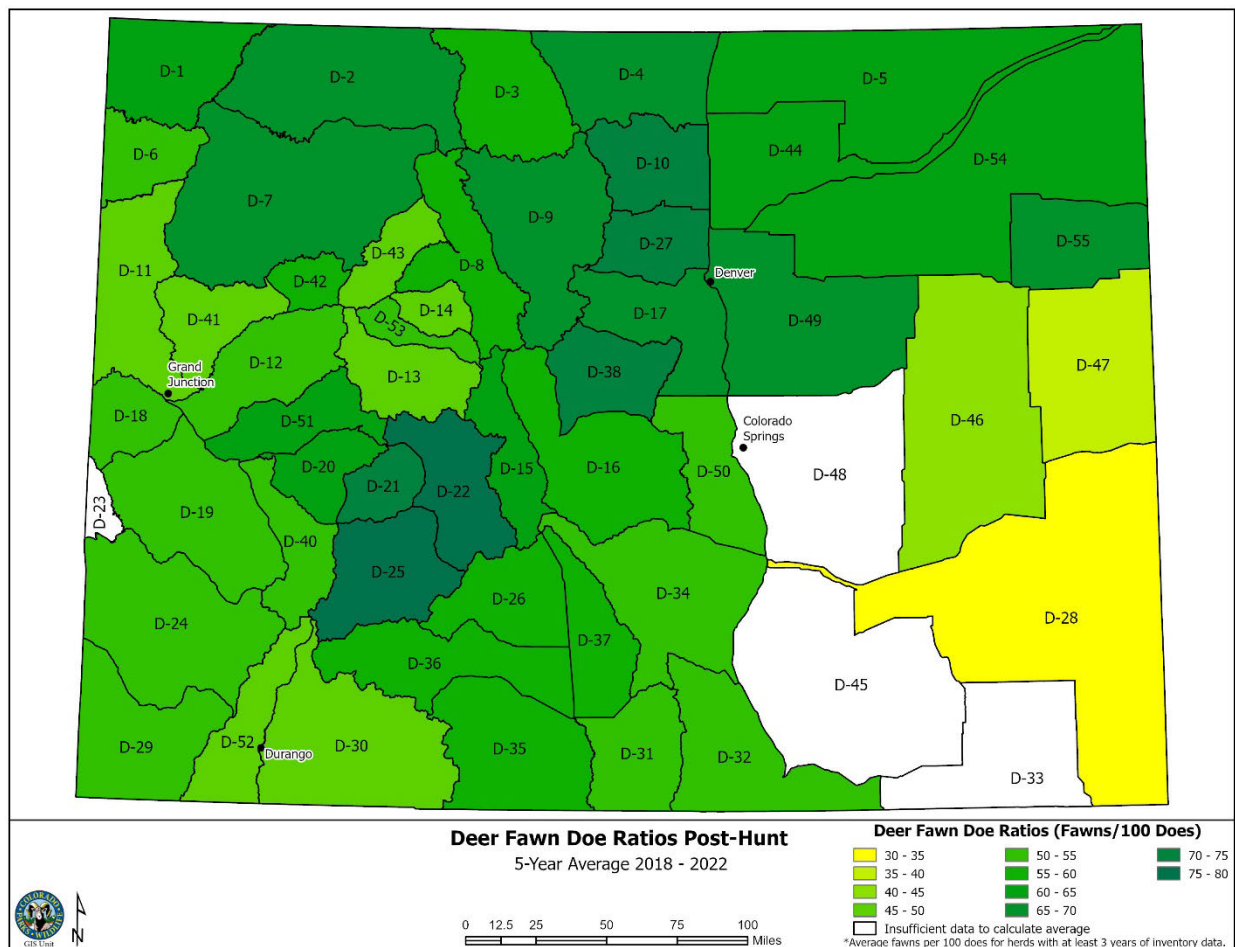 D-1
D-2
D-3
D-4
D-5
D-6
D-7
D-10
D-44
D-54
D-9
D-27
D-55
D-11
D-43
D-8
D-42
Denver
D-41
D-14
D-17
D-49
D-53
D-12
Grand
Junction
D-13
D-38
D-47
D-18
D-51
D-46
Colorado
Springs
D-20
D-15
D-16
D-50
D-48
D-21
D-22
D-23
D-19
D-40
D-25
D-26
D-34
D-28
D-24
D-37
D-36
D-45
D-29
D-52
Durango
D-30
D-35
D-31
D-32
D-33
Deer Fawn Doe Ratios Post-Hunt
5-Year Average 2018 - 2022
Deer Fawn Doe Ratios (Fawns/100 Does)
30 - 35
35 - 40
40 - 45
45 - 50
50 - 55
55 - 60
60 - 65
65 - 70
70 - 75
75 - 80
Insufficient data to calculate average
*Average fawns per 100 does for herds with at least 3 years of inventory data.
COLORADO
PARKS
WILDLIFE
GIS Unit
N
0 12.5 25 50 75 100
Miles